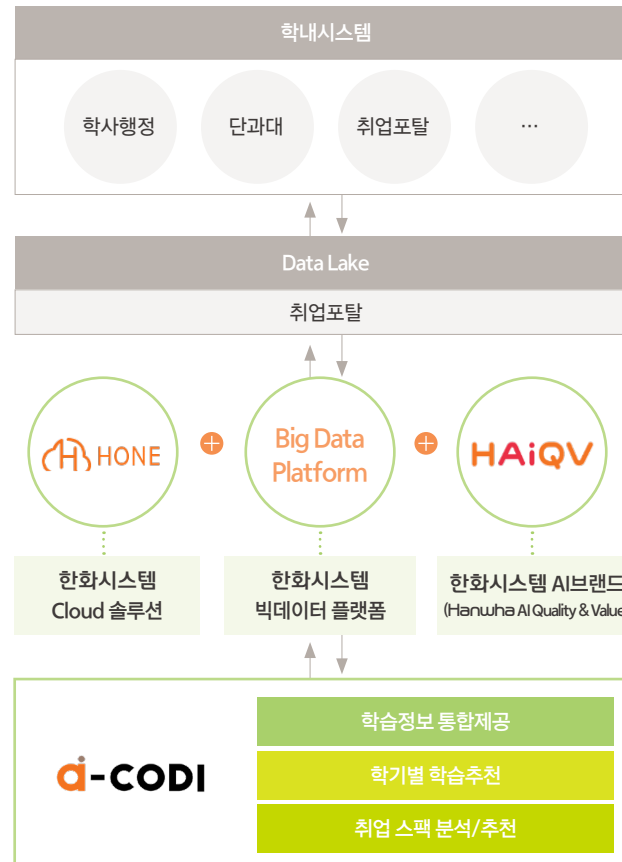 학내시스템
학사행정
단과대
취업포탈
…
Data Lake
취업포탈
HONE
Big Data
Platform
HAiQV
한화시스템
Cloud 솔루션
한화시스템
빅데이터 플랫폼
한화시스템 AI브랜드
(Hanwha AI Quality & Value
ai-CODI
학습정보 통합제공
학기별 학습추천
취업 스팩 분석/추천